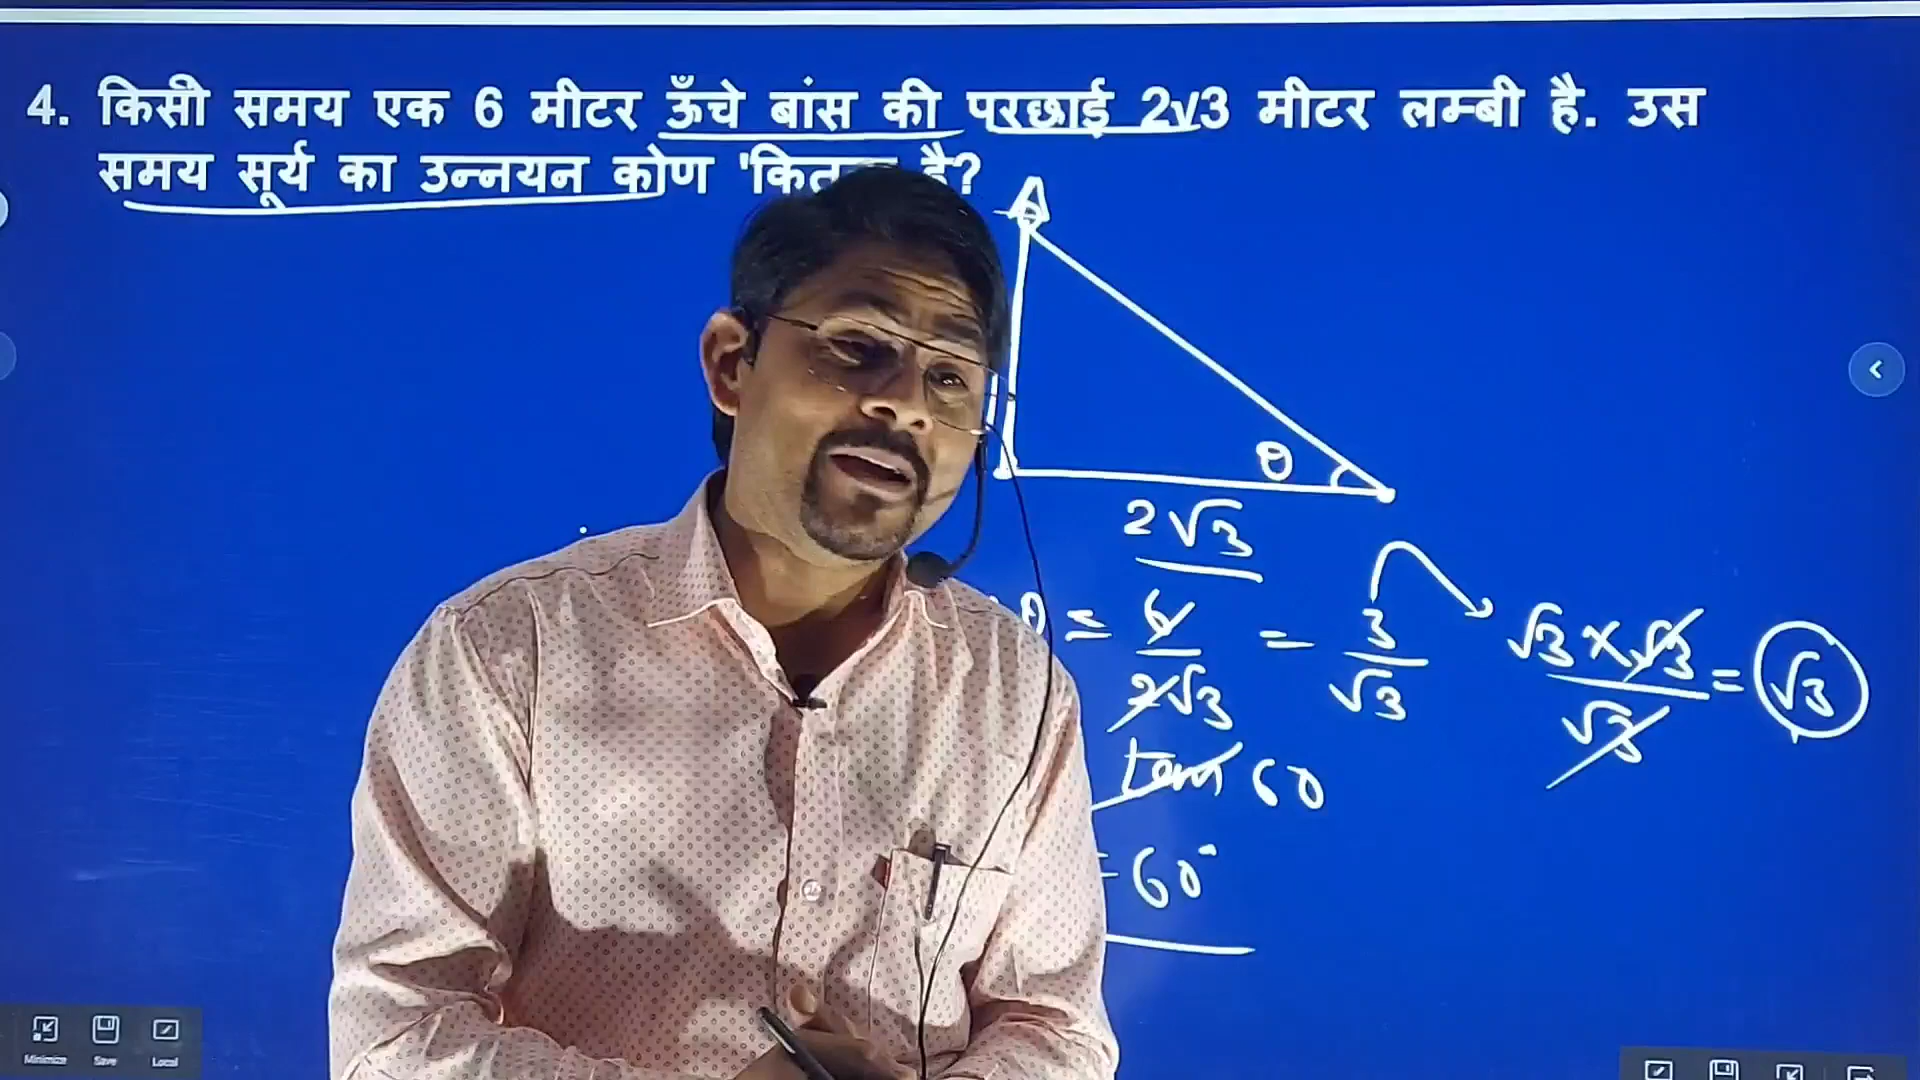 4. किसी समय एक 6 मीटर ऊँचे बांस की परछाई 2√3 मीटर लम्बी है. उस
समय सूर्य का उन्नयन कोण है?
A
θ
2√3
θ = 6/2√3 = 3/√3
√3 × √3/√3 = √3
tan 60
= 60°
Minimize Save Local